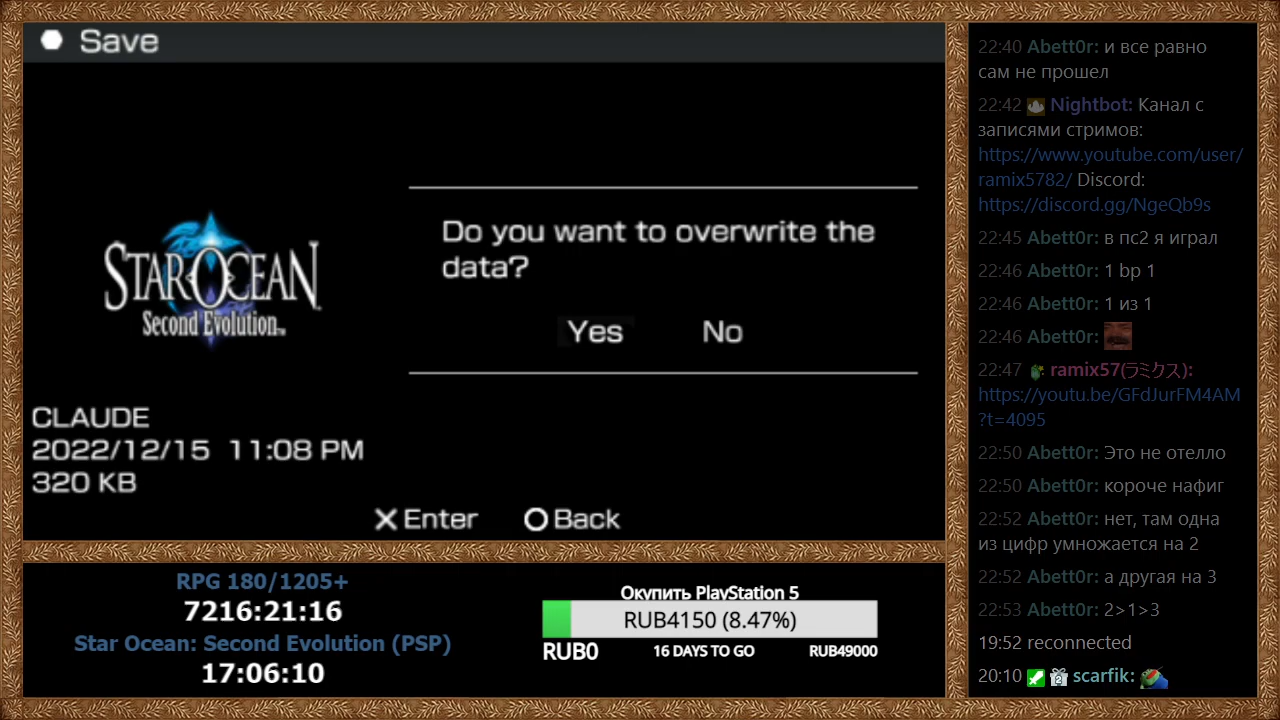 Save
STAR OCEAN
Second Evolution
Do you want to overwrite the
data?
Yes No
CLAUDE
2022/12/15 11:08 PM
320 KB
Enter Back
RPG 180/1205+
7216:21:16
Star Ocean: Second Evolution (PSP)
17:06:10
Окупить PlayStation 5
RUB4150 (8.47%)
RUB0 16 DAYS TO GO RUB49000
22:40 Abett0r: и все равно
сам не прошел
22:42 Nightbot: Канал с
записями стримов:
https://www.youtube.com/user/
ramix5782/ Discord:
https://discord.gg/NgeQb9s
22:45 Abett0r: в пс2 я играл
22:46 Abett0r: 1 bp 1
22:46 Abett0r: 1 из 1
22:46 Abett0r:
22:47 ramix57(ラミクス):
https://youtu.be/GFdJurFM4AM
?t=4095
22:50 Abett0r: Это не отелло
22:50 Abett0r: короче нафиг
22:52 Abett0r: нет, там одна
из цифр умножается на 2
22:52 Abett0r: а другая на 3
22:53 Abett0r: 2>1>3
19:52 reconnected
20:10 2 scarfik: